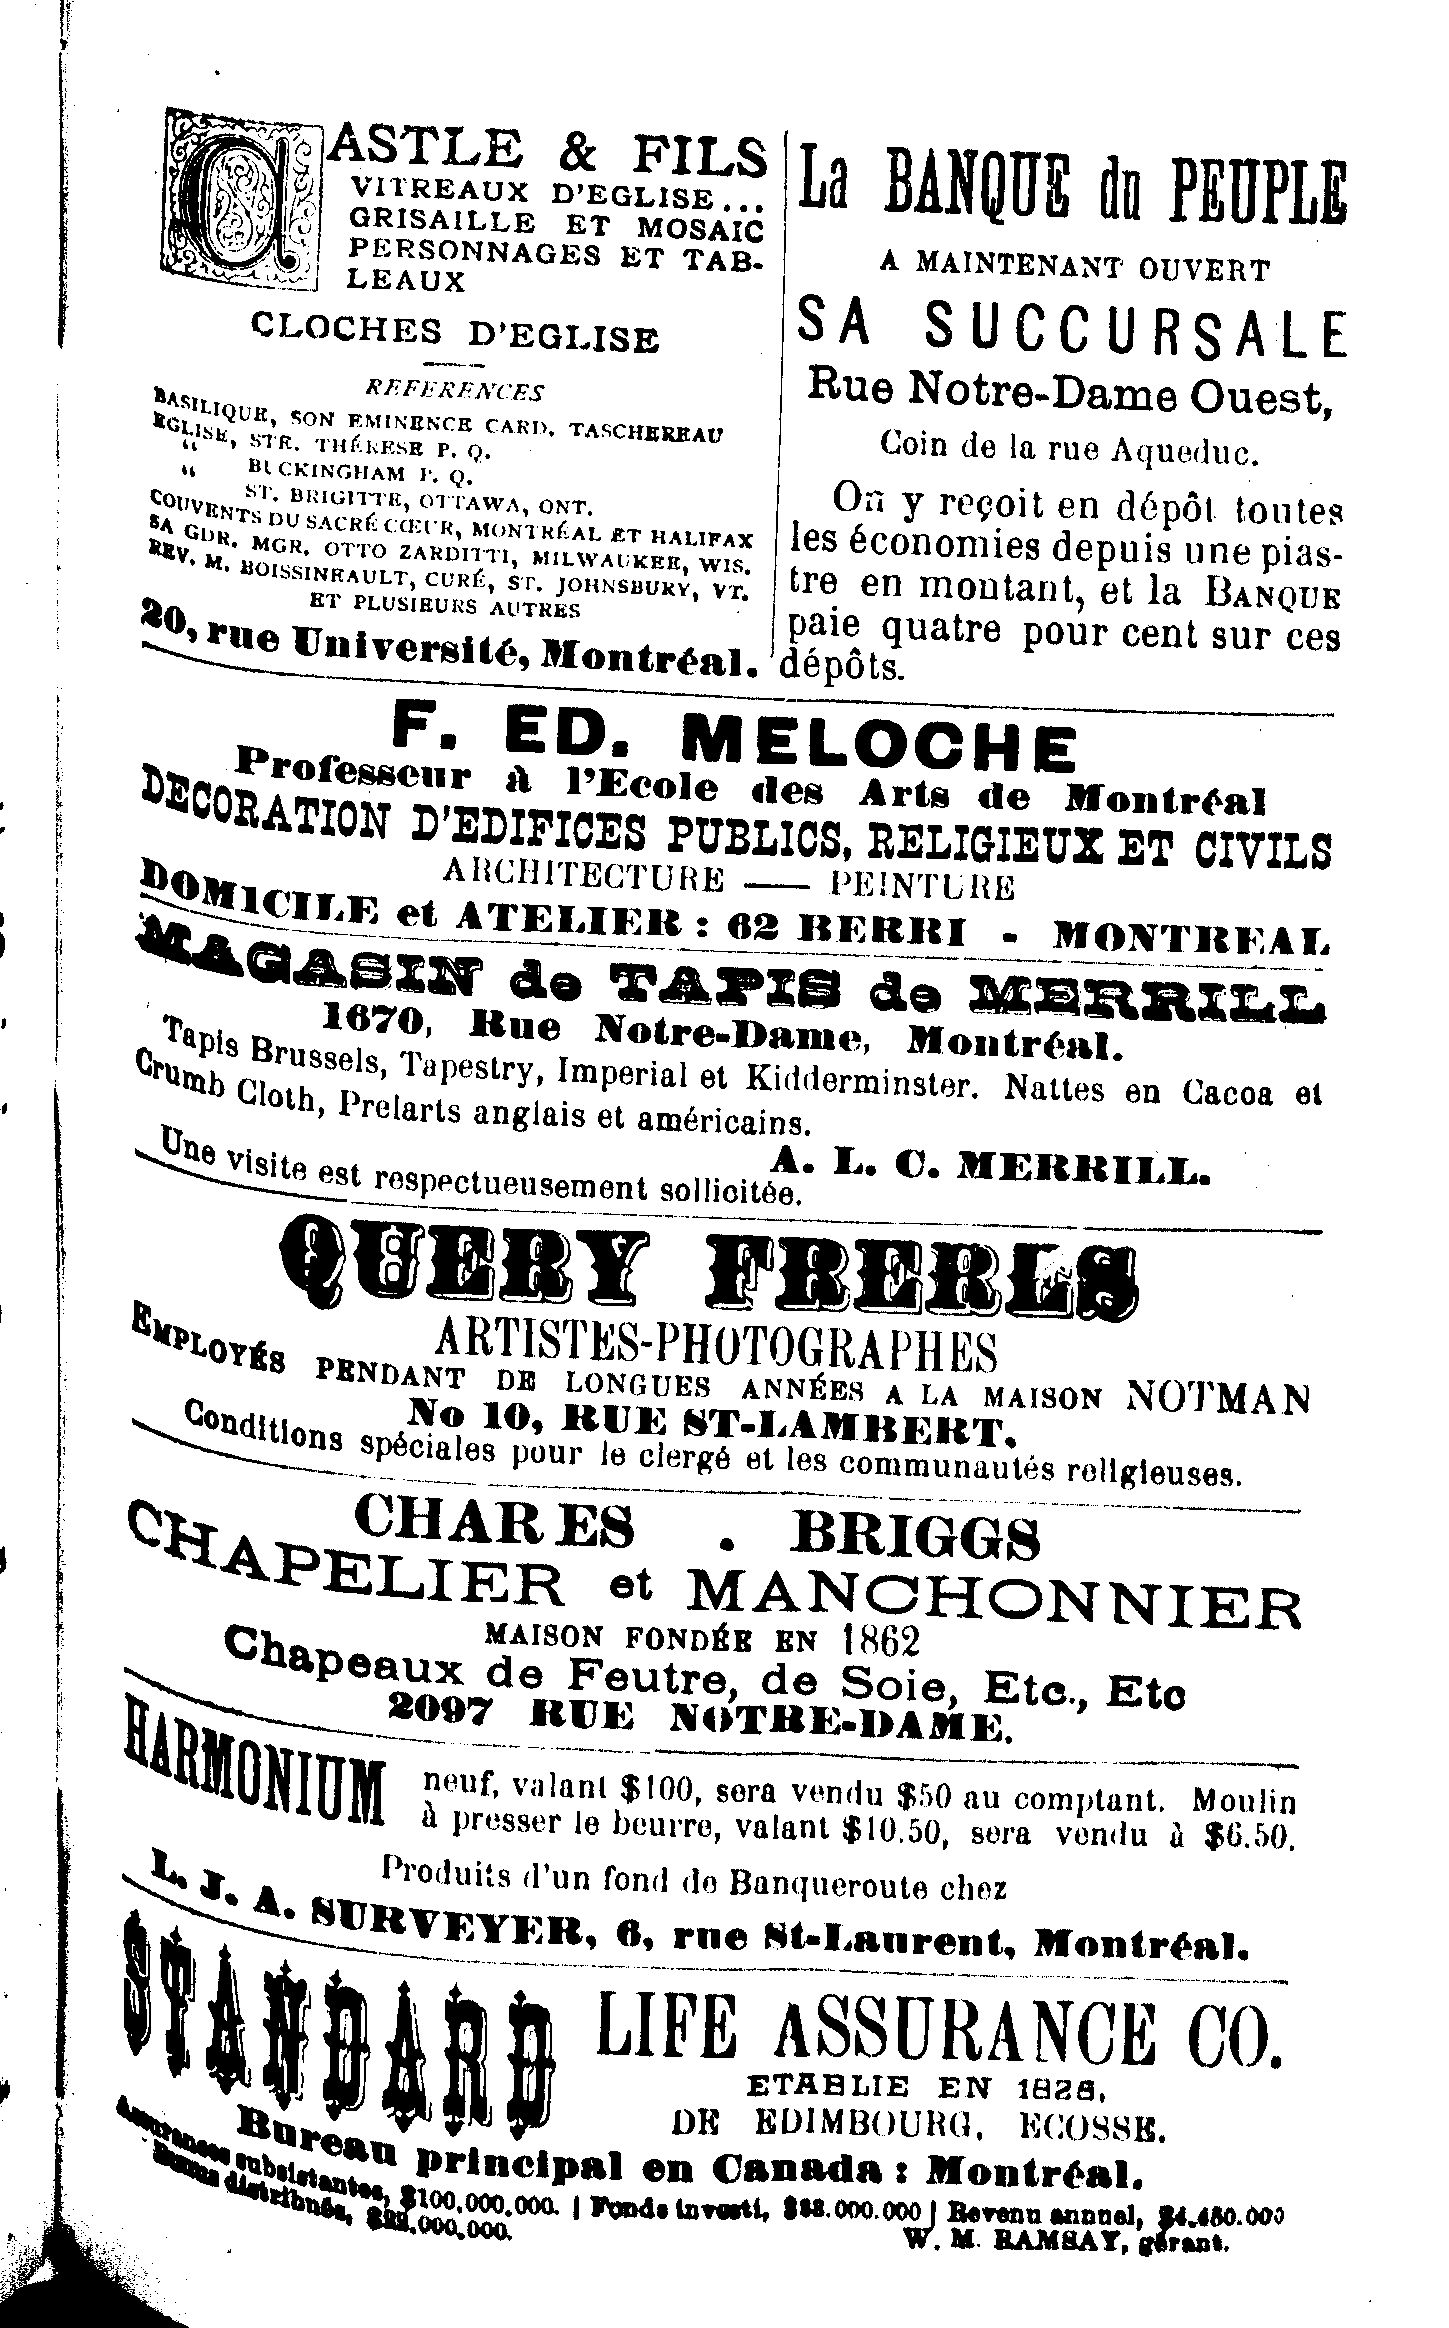 CASTLE & FILS
VITREAUX D'EGLISE...
GRISAILLE ET MOSAIC
PERSONNAGES ET TAB-
LEAUX
CLOCHES D'EGLISE
REFERENCES
BASILIQUE, SON EMINENCE CARD. TASCHEREAU
EGLISE, STE. THÉRESE P. Q.
“ BUCKINGHAM P. Q.
“ ST. BRIGITTE, OTTAWA, ONT.
COUVENTS DU SACRÉ CŒUR, MONTRÉAL ET HALIFAX
SA GDR. MGR. OTTO ZARDITTI, MILWAUKEE, WIS.
REV. M. BOISSINEAULT, CURÉ, ST. JOHNSBURY, VT.
ET PLUSIEURS AUTRES
20, rue Université, Montréal.
La BANQUE du PEUPLE
A MAINTENANT OUVERT
SA SUCCURSALE
Rue Notre-Dame Ouest,
Coin de la rue Aqueduc.
On y reçoit en dépôt toutes
les économies depuis une pias-
tre en montant, et la BANQUE
paie quatre pour cent sur ces
dépôts.
F. ED. MELOCHE
Professeur à l'Ecole des Arts de Montréal
DECORATION D'EDIFICES PUBLICS, RELIGIEUX ET CIVILS
ARCHITECTURE — PEINTURE
DOMICILE et ATELIER : 62 BERRI - MONTREAL
MAGASIN de TAPIS de MERRILL
1670, Rue Notre-Dame, Montréal.
Tapis Brussels, Tapestry, Imperial et Kidderminster. Nattes en Cacoa et
Crumb Cloth, Prelarts anglais et américains.
A. L. C. MERRILL.
Une visite est respectueusement sollicitée.
QUERY FRERES
ARTISTES-PHOTOGRAPHES
EMPLOYÉS PENDANT DE LONGUES ANNÉES A LA MAISON NOTMAN
No 10, RUE ST-LAMBERT.
Conditions spéciales pour le clergé et les communautés religieuses.
CHAR ES . BRIGGS
CHAPELIER et MANCHONNIER
MAISON FONDÉE EN 1862
Chapeaux de Feutre, de Soie, Etc., Etc
2097 RUE NOTRE-DAME.
HARMONIUM neuf, valant $100, sera vendu $50 au comptant. Moulin
à presser le beurre, valant $10.50, sera vendu à $6.50.
Produits d'un fond de Banqueroute chez
L. J. A. SURVEYER, 6, rue St-Laurent, Montréal.
STANDARD LIFE ASSURANCE CO.
ETABLIE EN
DE EDIMBOURG, ECOSSE.
Bureau principal en Canada : Montréal.
Assurances subsistantes, $100,000,000. | Fonds investi, | Revenu annuel,
Bonus distribués,
W. M. RAMSAY, gérant.